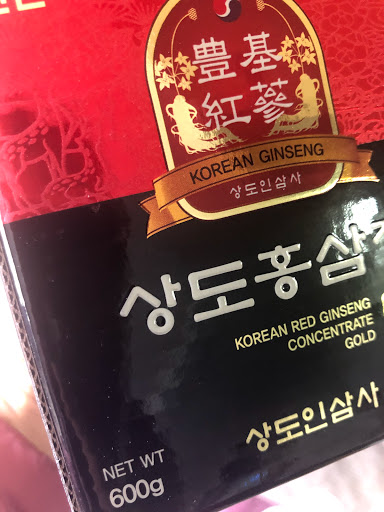 豊基
紅蔘
KOREAN GINSENG
상도인삼사
상도홍삼
KOREAN RED GINSENG
CONCENTRATE
GOLD
상도인삼사
NET WT
600g